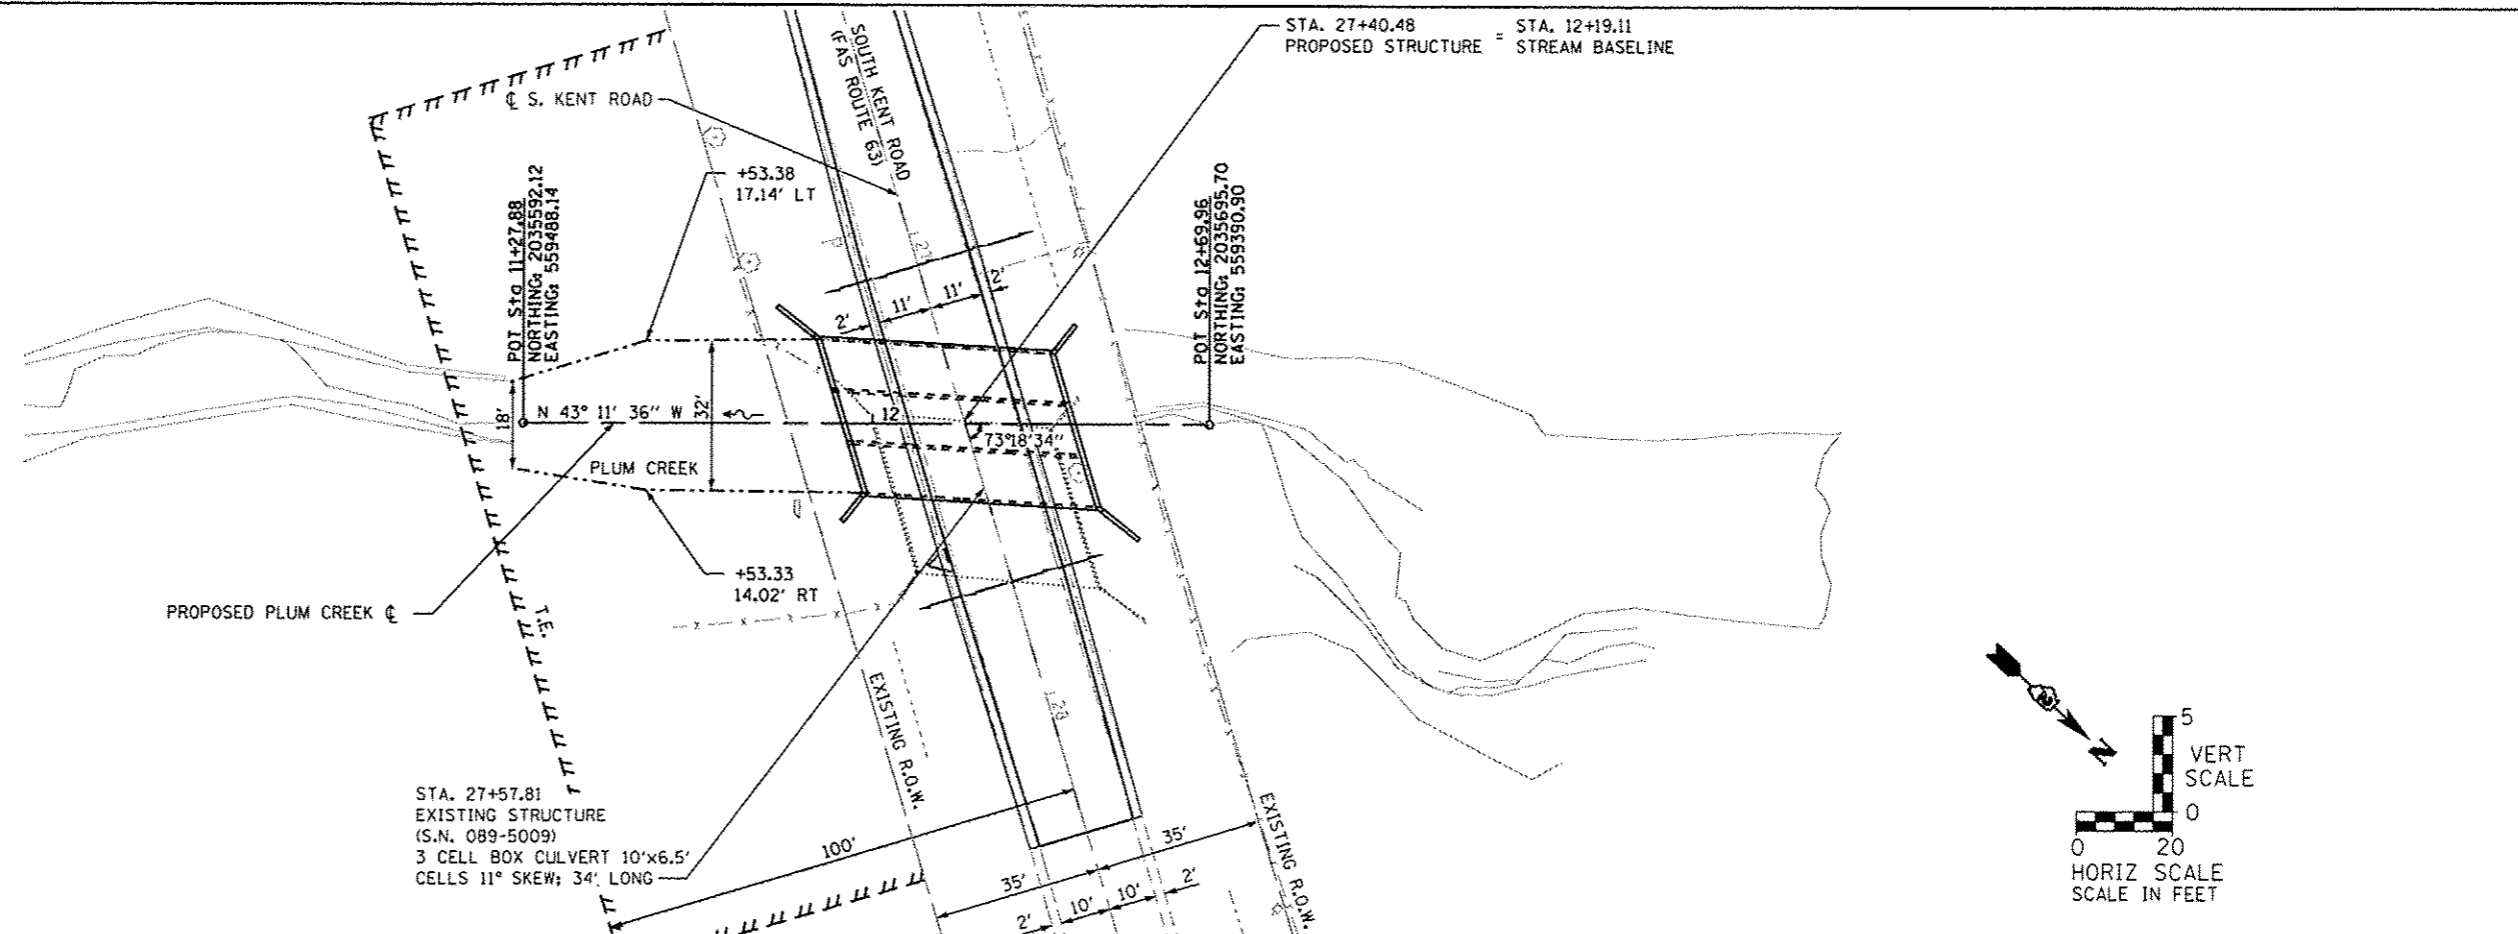 STA. 27+40.48 = STA. 12+19.11
PROPOSED STRUCTURE STREAM BASELINE
SOUTH KENT ROAD
(FAS ROUTE 63)
℄ S. KENT ROAD
+53.38
17.14' LT
POT Sta 11+27.88
NORTHING: 2035592.12
EASTING: 559488.14
POT Sta 12+69.96
NORTHING: 2035695.70
EASTING: 559390.90
27
2'
11'
11'
2'
18'
N 43° 11' 36" W
32'
12
73°18'34"
PLUM CREEK
+53.33
14.02' RT
PROPOSED PLUM CREEK ℄
T.E.
EXISTING R.O.W.
28
STA. 27+57.81
EXISTING STRUCTURE
(S.N. 089-5009)
3 CELL BOX CULVERT 10'x6.5'
CELLS 11° SKEW; 34' LONG
100'
35'
35'
2'
10'
10'
2'
EXISTING R.O.W.
N
5
VERT
SCALE
0
0 20
HORIZ SCALE
SCALE IN FEET